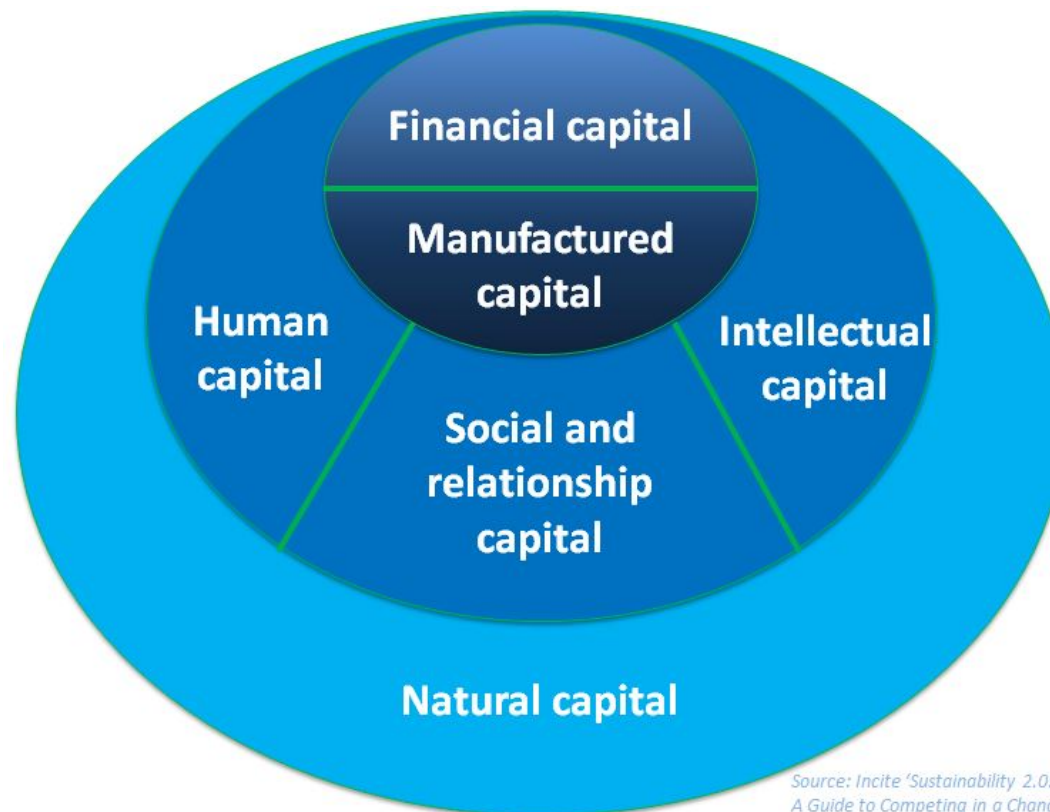 Financial capital
Manufactured
capital
Human
capital
Intellectual
capital
Social and
relationship
capital
Natural capital
Source: Incite ‘Sustainability 2.0.
A Guide to Competing in a Chan